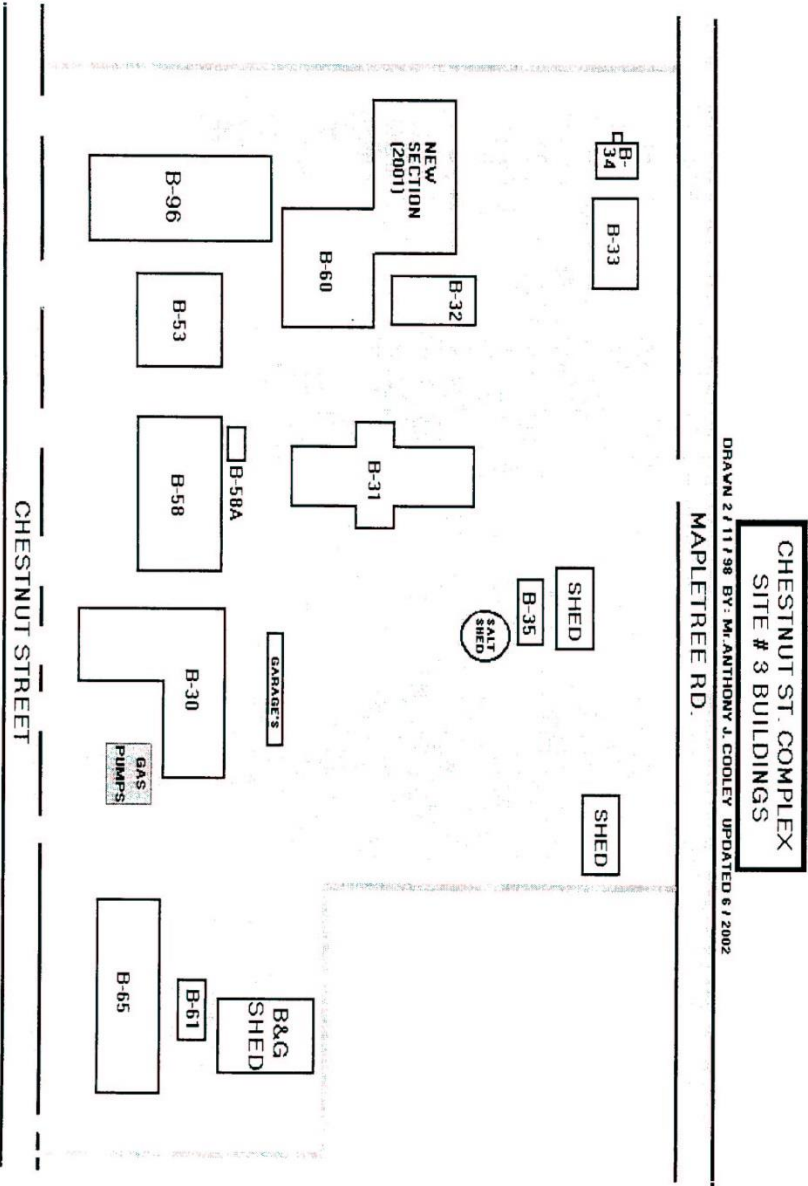 CHESTNUT ST. COMPLEX
SITE # 3 BUILDINGS
DRAWN 2 / 11 / 98 BY: Mr. ANTHONY J. COOLEY UPDATED 6 / 2002
MAPLETREE RD.
B-
34
B-33
NEW
SECTION
(2001)
B-32
B-60
B-96
B-53
B-31
B-58A
B-58
SHED
B-35
SALT
SHED
GARAGE'S
B-30
GAS
PUMPS
SHED
B&G
SHED
B-61
B-65
CHESTNUT STREET